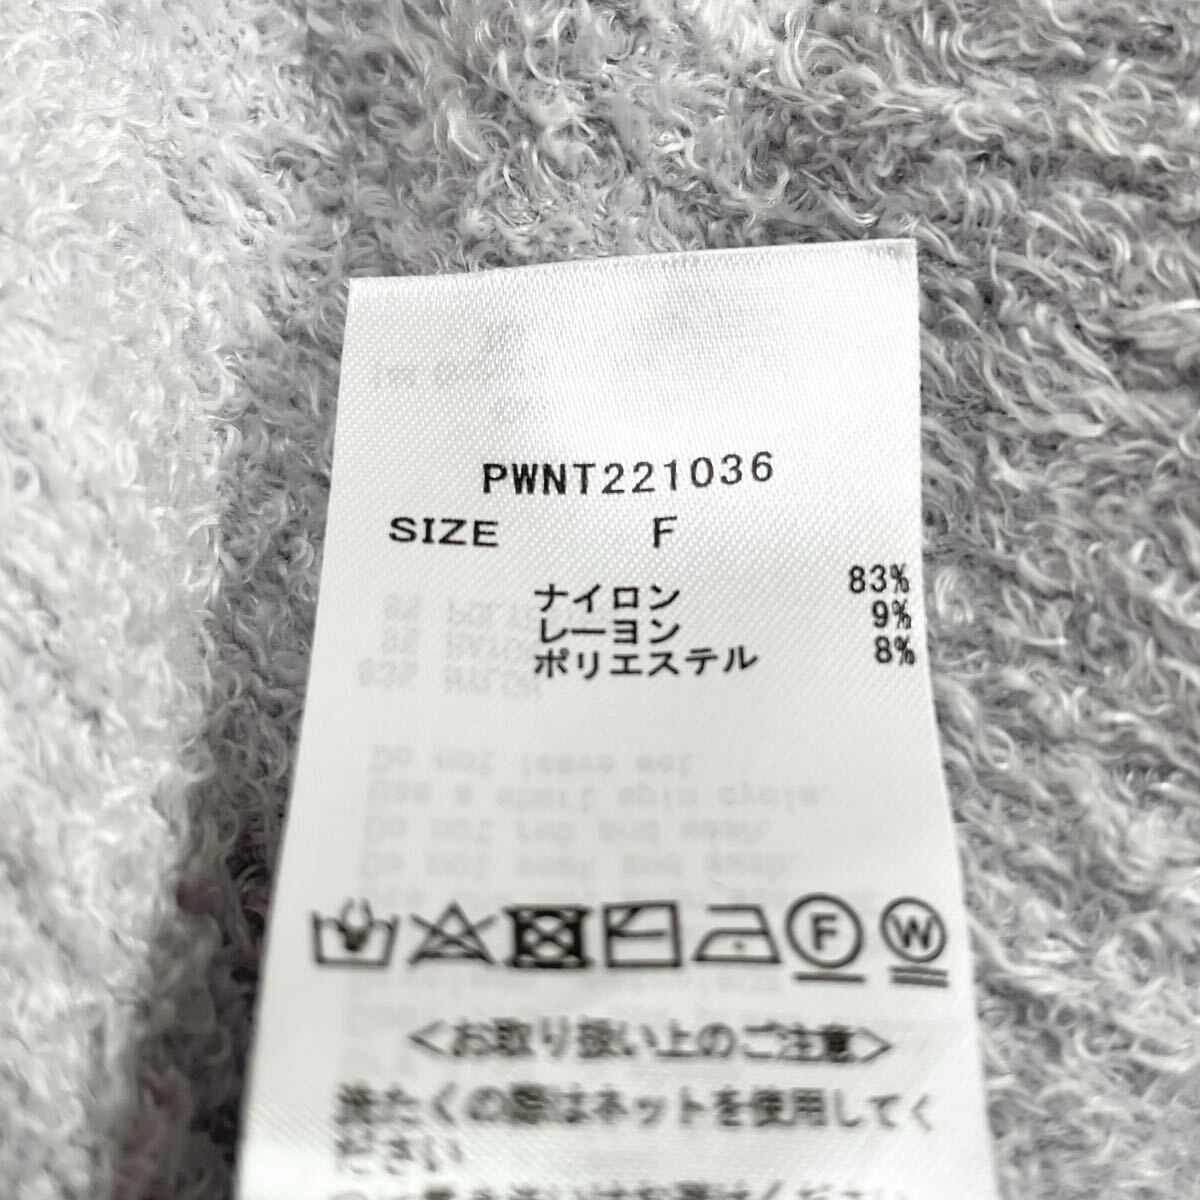 PWNT221036
SIZE F
ナイロン 83%
レーヨン 9%
ポリエステル 8%
F W
<お取り扱い上のご注意>
洗たくの際はネットを使用してく
ださい